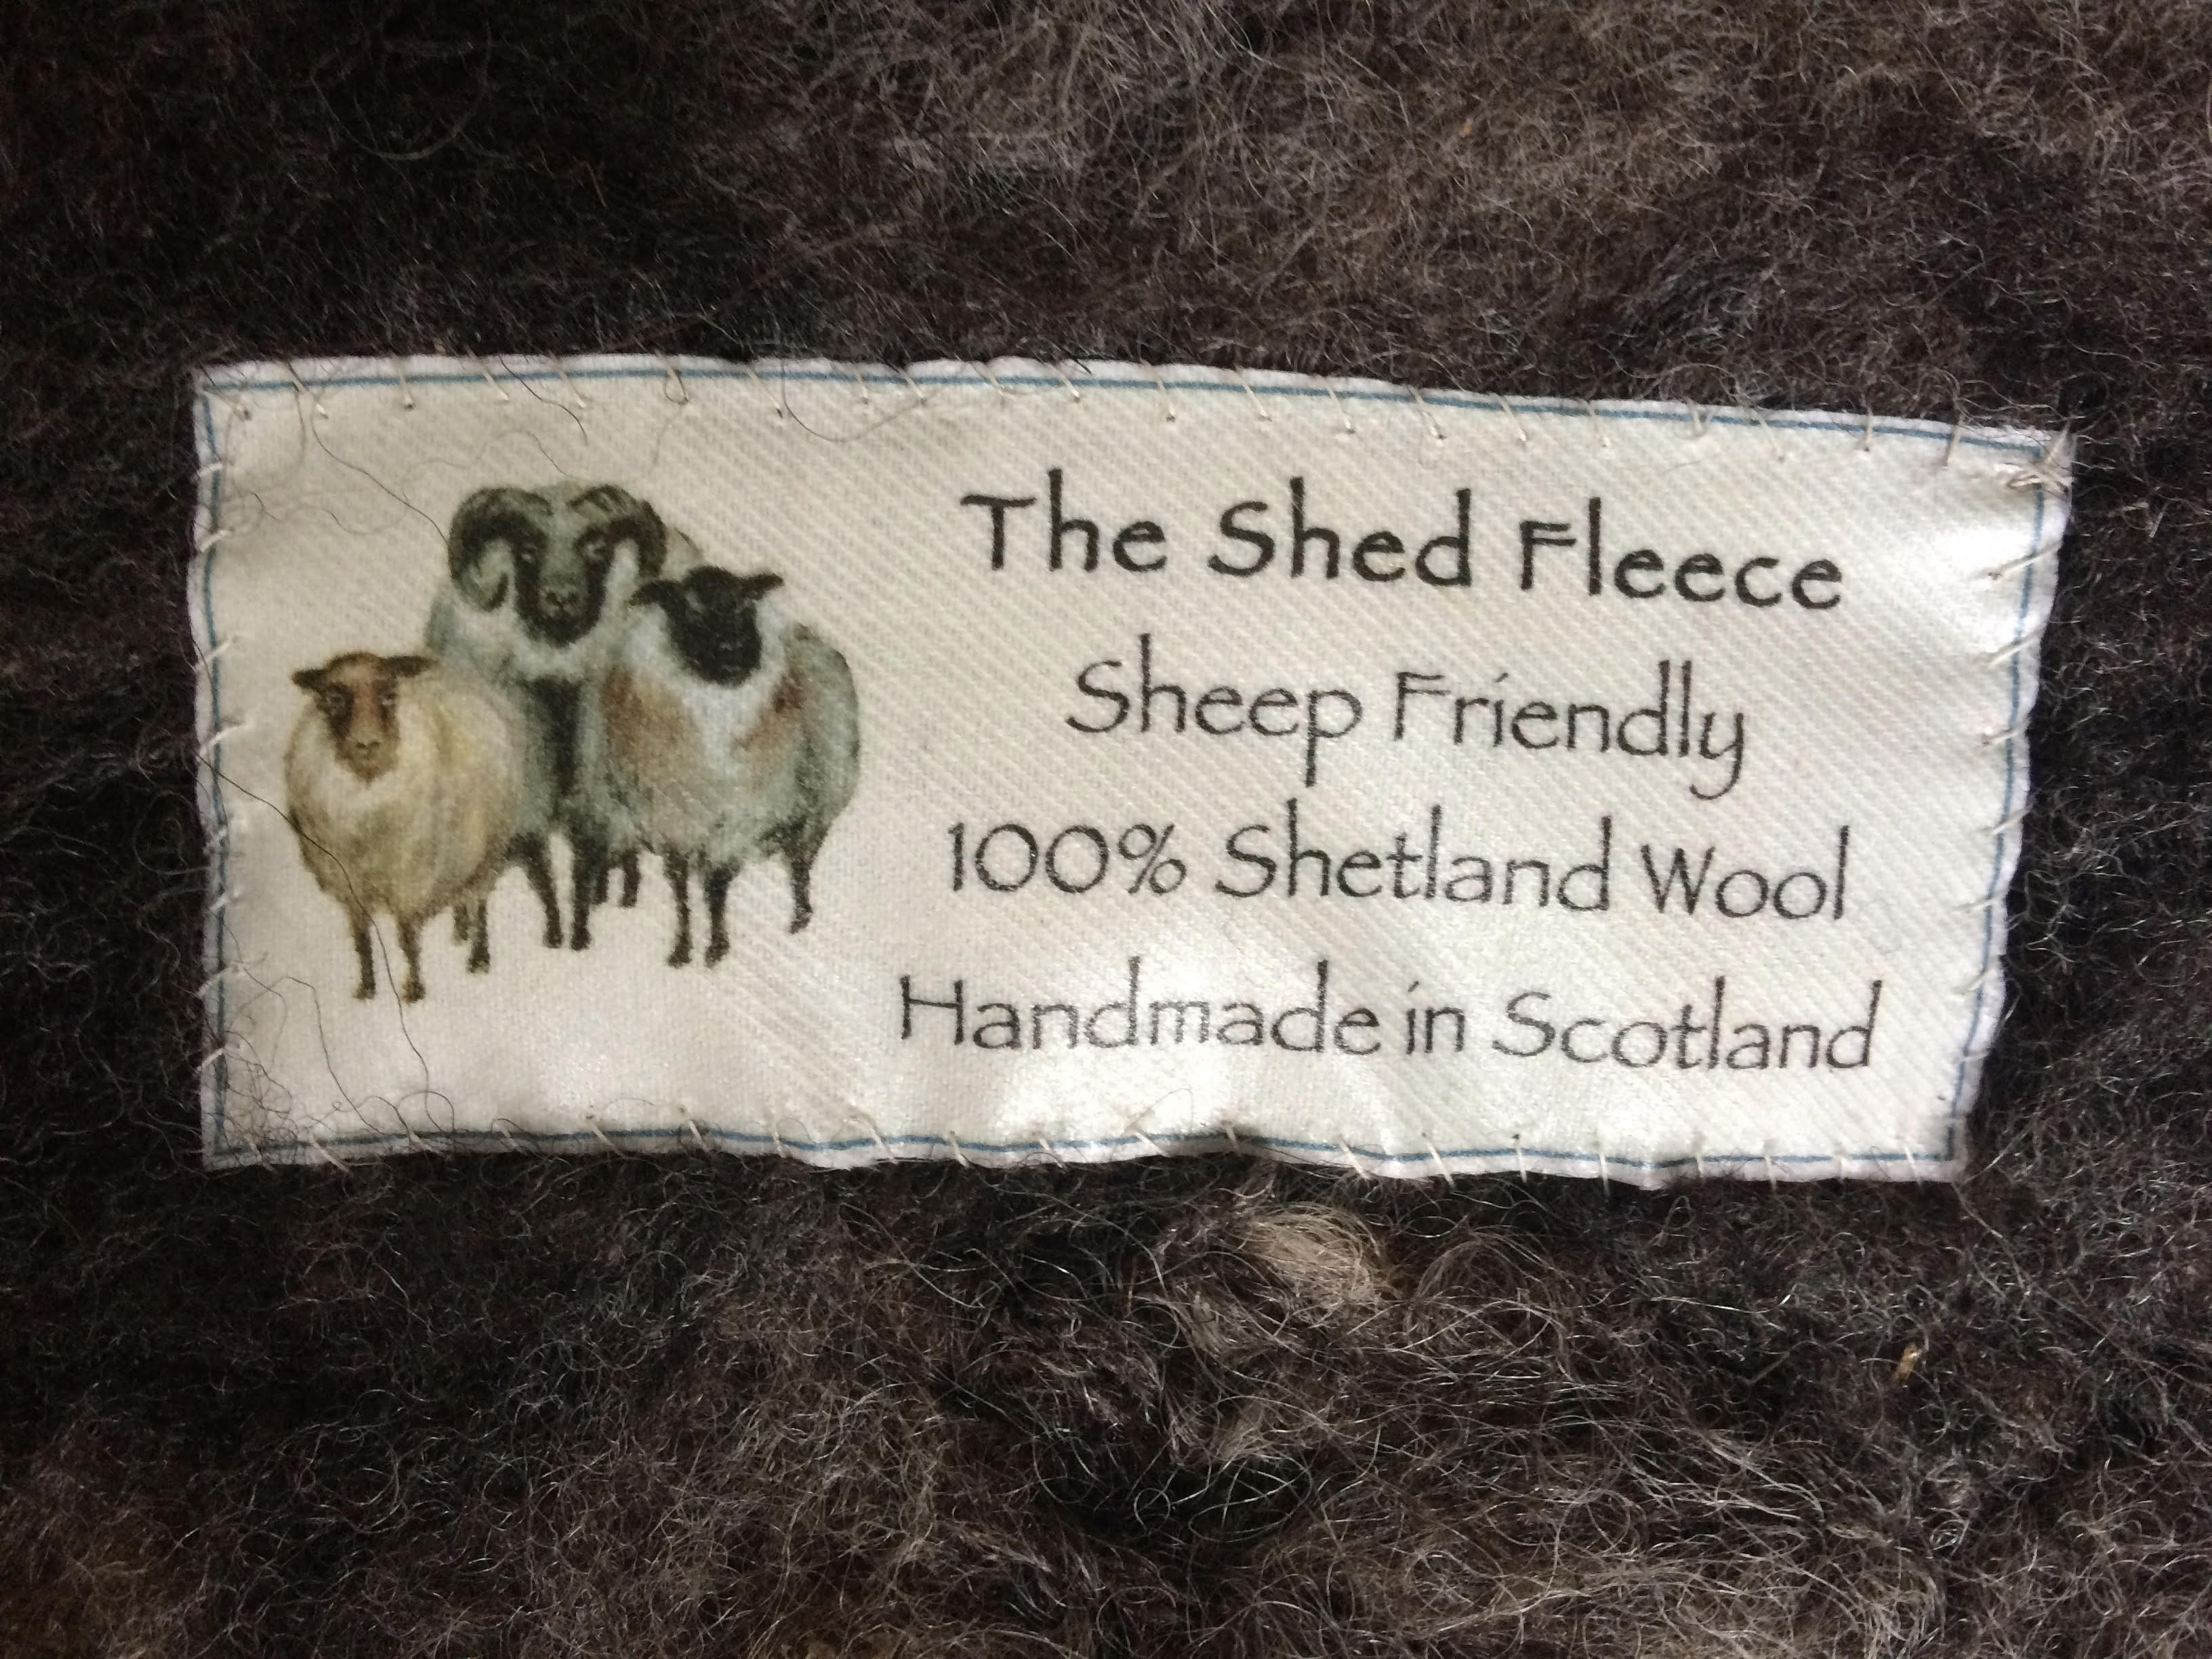 The Shed Fleece
Sheep Friendly
100% Shetland Wool
Handmade in Scotland